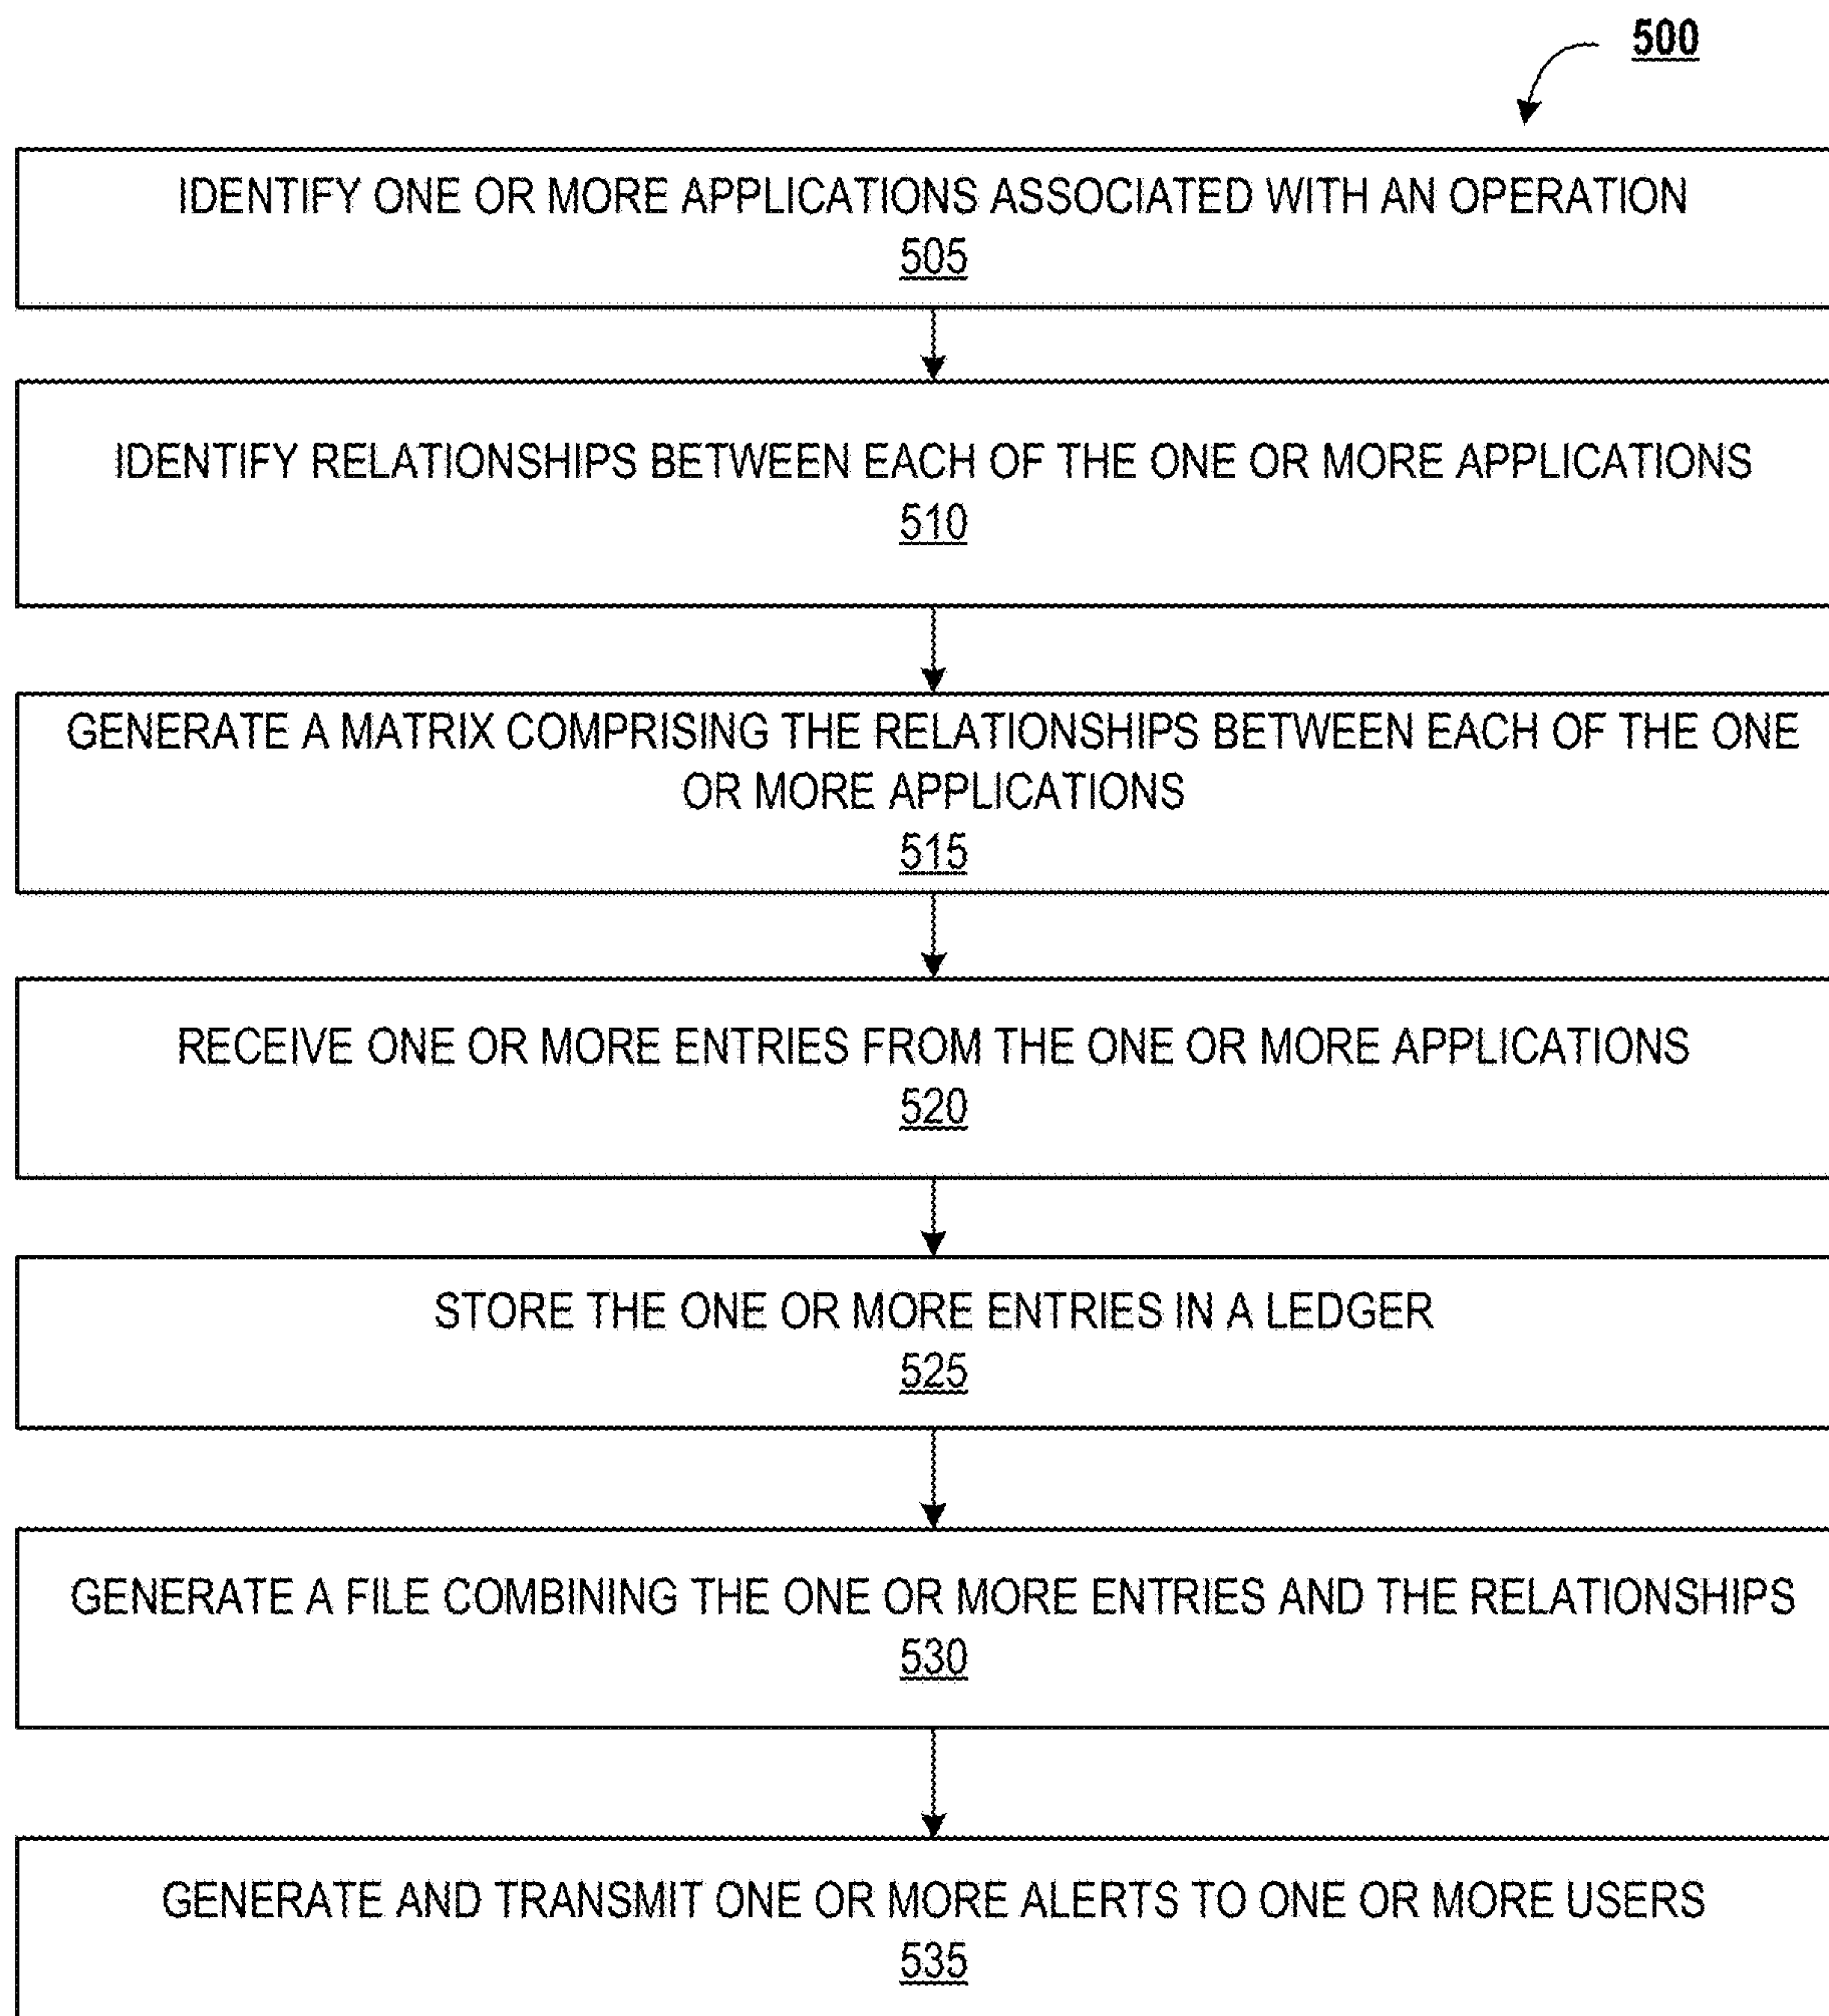 500
IDENTIFY ONE OR MORE APPLICATIONS ASSOCIATED WITH AN OPERATION
505
IDENTIFY RELATIONSHIPS BETWEEN EACH OF THE ONE OR MORE APPLICATIONS
510
GENERATE A MATRIX COMPRISING THE RELATIONSHIPS BETWEEN EACH OF THE ONE
OR MORE APPLICATIONS
515
RECEIVE ONE OR MORE ENTRIES FROM THE ONE OR MORE APPLICATIONS
520
STORE THE ONE OR MORE ENTRIES IN A LEDGER
525
GENERATE A FILE COMBINING THE ONE OR MORE ENTRIES AND THE RELATIONSHIPS
530
GENERATE AND TRANSMIT ONE OR MORE ALERTS TO ONE OR MORE USERS
535